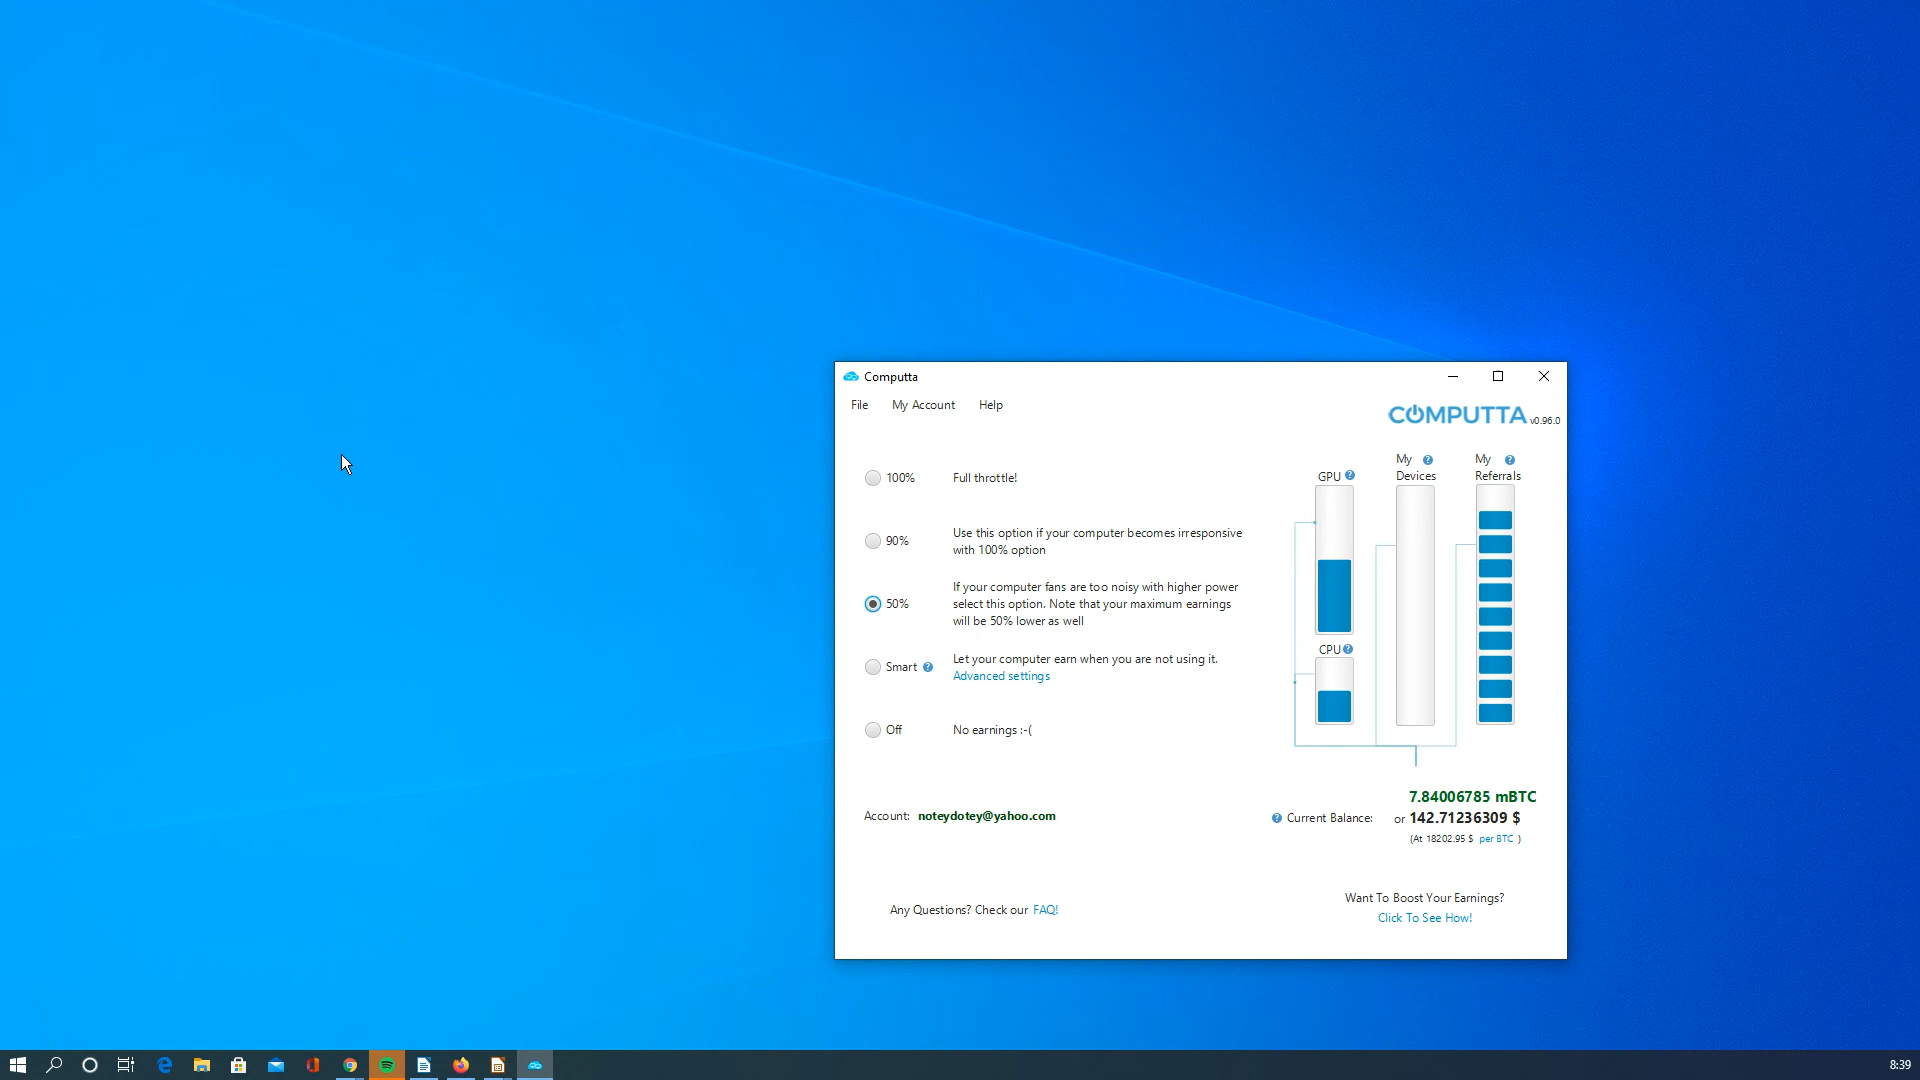 Computta
File My Account Help
COMPUTTA v0.96.0
100% Full throttle!
90% Use this option if your computer becomes irresponsive
with 100% option
50% If your computer fans are too noisy with higher power
select this option. Note that your maximum earnings
will be 50% lower as well
Smart Let your computer earn when you are not using it.
Advanced settings
Off No earnings :-(
GPU
My
Devices
My
Referrals
CPU
Account: noteydotey@yahoo.com
Current Balance:
7.84006785 mBTC
or 142.71236309 $
(At 18202.95 $ per BTC )
Any Questions? Check our FAQ!
Want To Boost Your Earnings?
Click To See How!
8:39